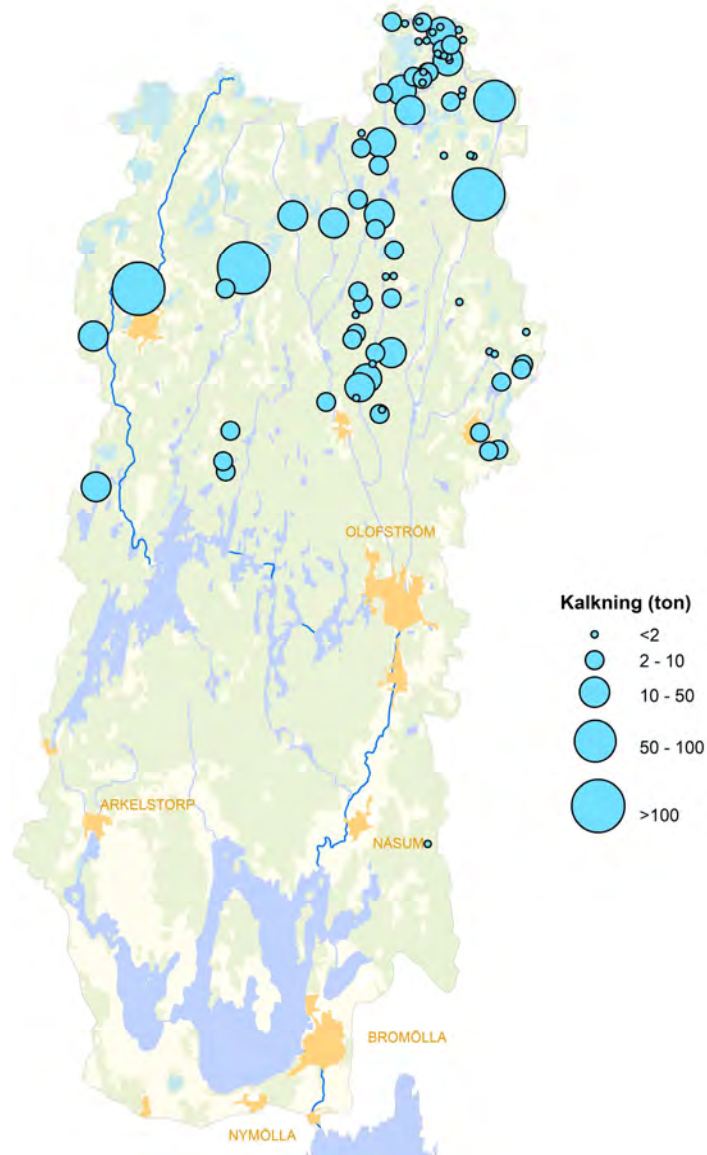 OLOFSTRÖM
Kalkning (ton)
<2
2 - 10
10 - 50
50 - 100
>100
ARKELSTORP
NÄSUM
BROMÖLLA
NYMÖLLA